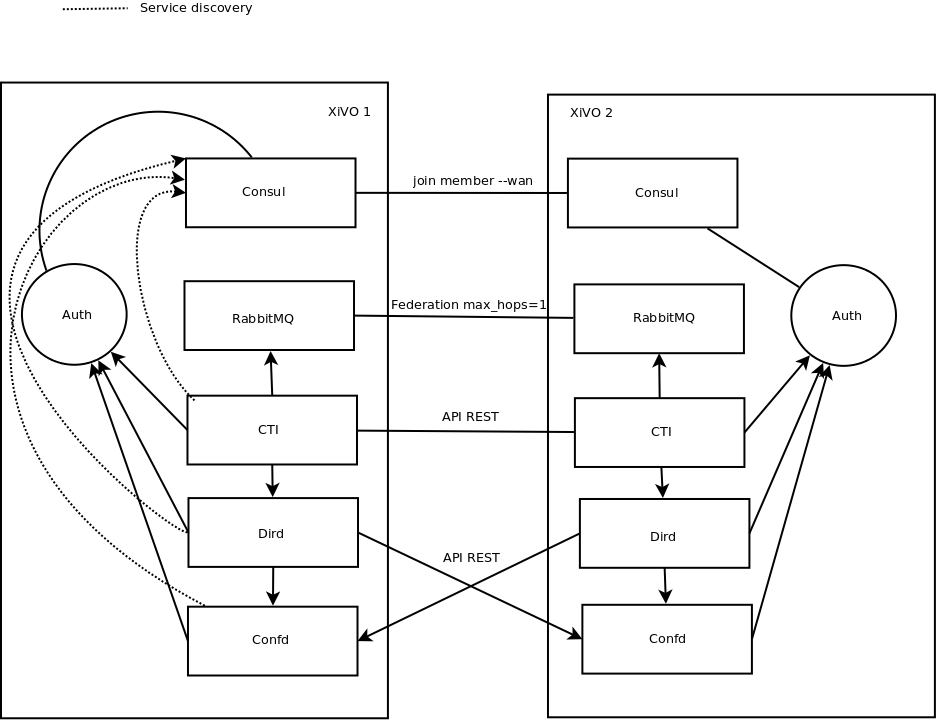 Service discovery
XiVO 1
XiVO 2
Consul
join member --wan
Consul
Auth
RabbitMQ
Federation max_hops=1
RabbitMQ
Auth
CTI
API REST
CTI
Dird
API REST
Dird
Confd
Confd